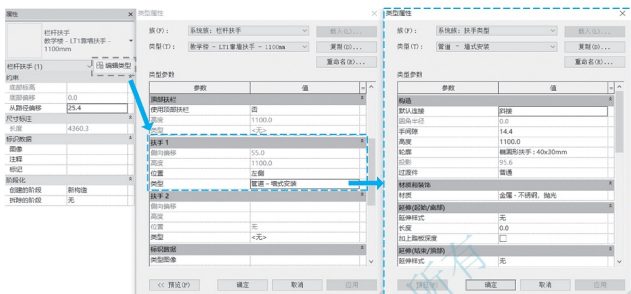 属性
栏杆扶手
教学楼 - LT1靠墙扶手 -
1100mm
栏杆扶手 (1)
编辑类型
约束
底部标高
底部偏移 0.0
从路径偏移 25.4
尺寸标注
长度 4360.3
标识数据
图像
注释
标记
阶段化
创建的阶段 新构造
拆除的阶段 无
类型属性
族(F): 系统族: 栏杆扶手 载入(L)...
类型(T): 教学楼 - LT1靠墙扶手 - 1100mm 复制(D)...
重命名(R)...
类型参数
参数 值
顶部扶栏
使用顶部扶栏 否
高度 1100.0
类型 <无>
扶手 1
侧向偏移 55.0
高度 1100.0
位置 左侧
类型 管道 - 墙式安装
扶手 2
侧向偏移
高度
位置 无
类型 <无>
标识数据
类型图像
<< 预览(P) 确定 取消 应用
类型属性
族(F): 系统族: 扶手类型 载入(L)...
类型(T): 管道 - 墙式安装 复制(D)...
重命名(R)...
类型参数
参数 值
构造
默认连接 斜接
圆角半径 0.0
手间隙 14.4
高度 1100.0
轮廓 椭圆形扶手: 40x30mm
投影 95.6
过渡件 普通
材质和装饰
材质 金属 - 不锈钢, 抛光
延伸(起始/底部)
延伸样式 无
长度 0.0
加上踏板深度
延伸(结束/顶部)
延伸样式 无
<< 预览(P) 确定 取消 应用
所有